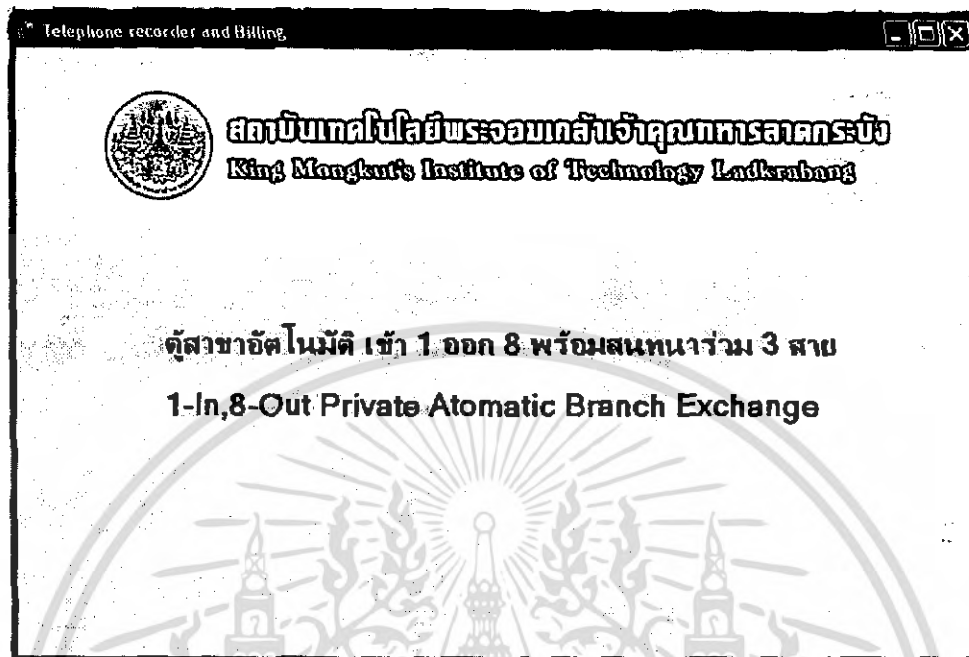 Telephone recorder and Billing
สถาบันเทคโนโลยีพระจอมเกล้าเจ้าคุณทหารลาดกระบัง
King Mongkut's Institute of Technology Ladkrabang
ตู้สาขาอัตโนมัติ เข้า 1 ออก 8 พร้อมสนทนาร่วม 3 สาย
1-In,8-Out Private Atomatic Branch Exchange